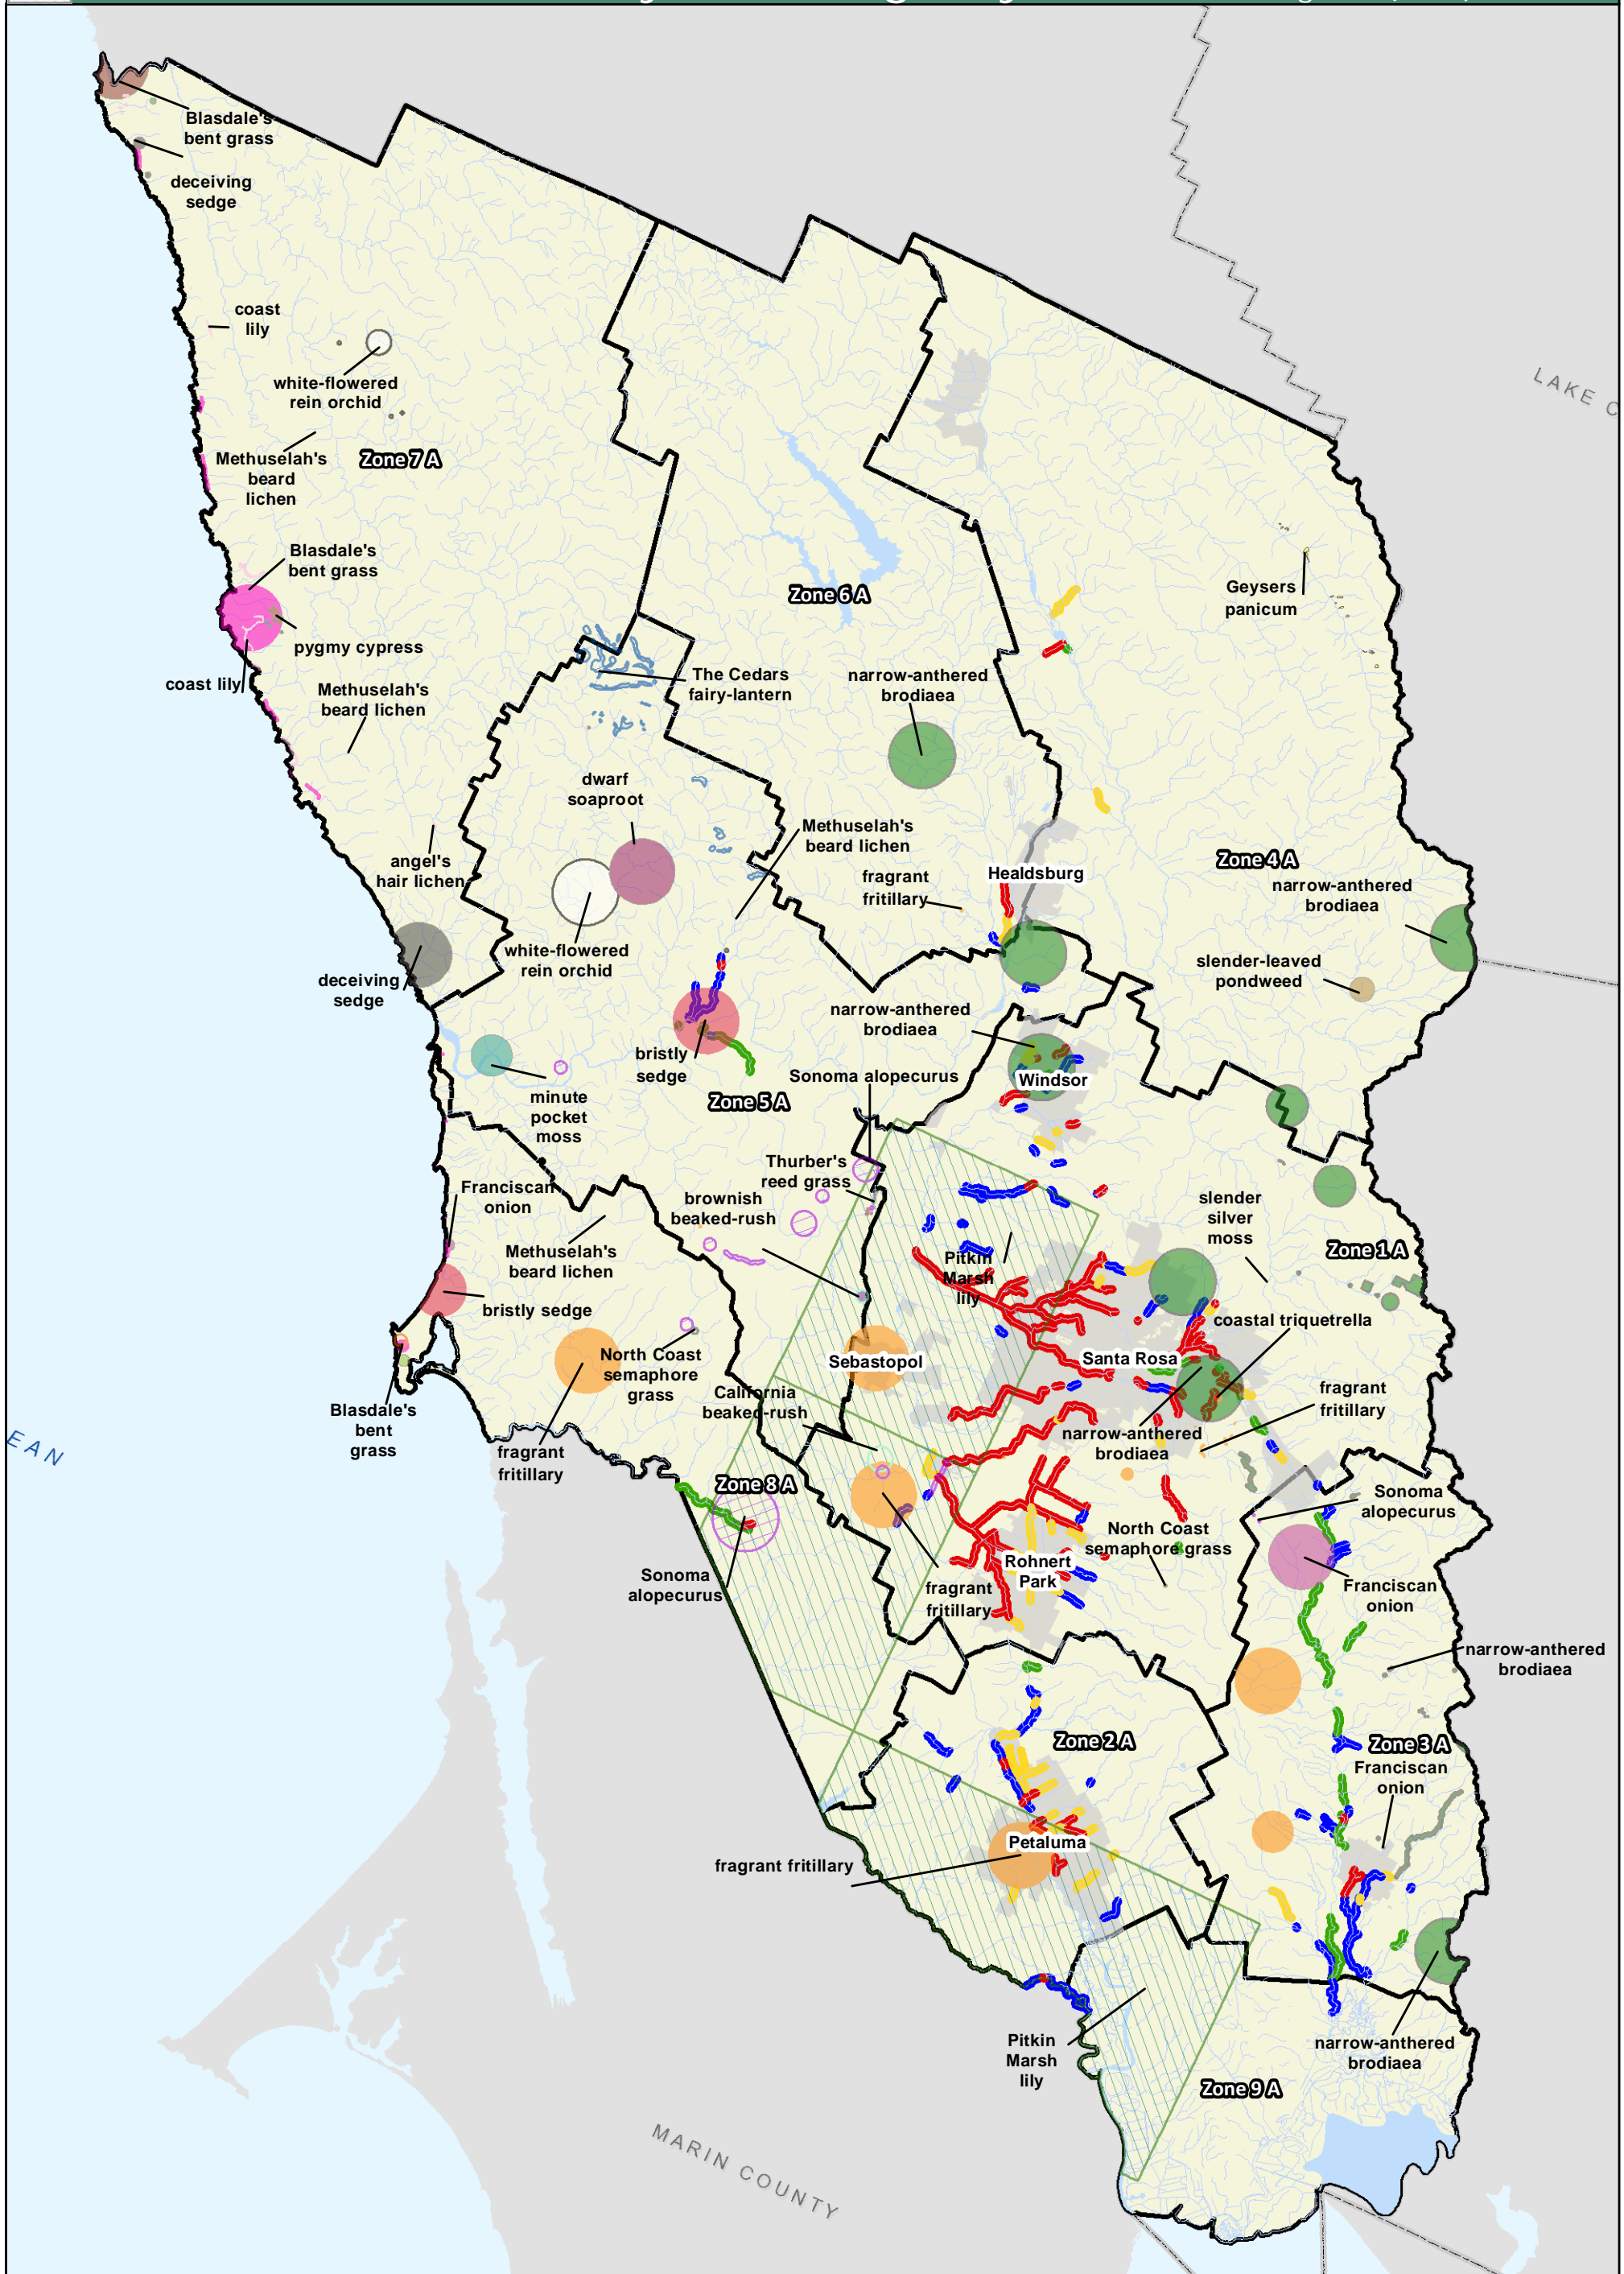 Blasdale's
bent grass
deceiving
sedge
coast
lily
white-flowered
rein orchid
LAKE C
Methuselah's
beard
lichen
Zone 7 A
Blasdale's
bent grass
Geysers
panicum
Zone 6 A
pygmy cypress
coast lily
Methuselah's
beard lichen
The Cedars
fairy-lantern
narrow-anthered
brodiaea
dwarf
soaproot
Methuselah's
beard lichen
angel's
hair lichen
fragrant
fritillary
Healdsburg
Zone 4 A
narrow-anthered
brodiaea
white-flowered
rein orchid
deceiving
sedge
slender-leaved
pondweed
narrow-anthered
brodiaea
bristly
sedge
Sonoma alopecurus
Windsor
minute
pocket
moss
Zone 5 A
Thurber's
reed grass
Franciscan
onion
brownish
beaked-rush
slender
silver
moss
Methuselah's
beard lichen
Pitkin
Marsh
lily
Zone 1 A
bristly sedge
coastal triquetrella
North Coast
semaphore
grass
Sebastopol
Santa Rosa
California
beaked-rush
fragrant
fritillary
Blasdale's
bent
grass
narrow-anthered
brodiaea
EAN
fragrant
fritillary
Zone 8 A
Sonoma
alopecurus
North Coast
semaphore grass
Rohnert
Park
Sonoma
alopecurus
fragrant
fritillary
Franciscan
onion
narrow-anthered
brodiaea
Zone 2 A
Zone 3 A
Franciscan
onion
Petaluma
fragrant fritillary
Pitkin
Marsh
lily
narrow-anthered
brodiaea
Zone 9 A
MARIN COUNTY